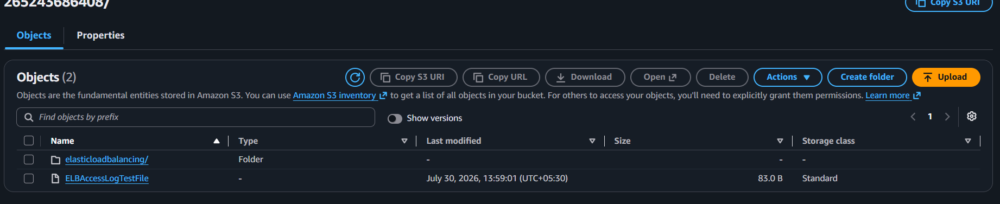 265243686408/
Copy S3 URI
Objects
Properties
Objects (2)
Copy S3 URI
Copy URL
Download
Open
Delete
Actions
Create folder
Upload
Objects are the fundamental entities stored in Amazon S3. You can use Amazon S3 inventory to get a list of all objects in your bucket. For others to access your objects, you'll need to explicitly grant them permissions. Learn more
Find objects by prefix
Show versions
1
Name Type Last modified Size Storage class
elasticloadbalancing/ Folder - - -
ELBAccessLogTestFile - July 30, 2026, 13:59:01 (UTC+05:30) 83.0 B Standard